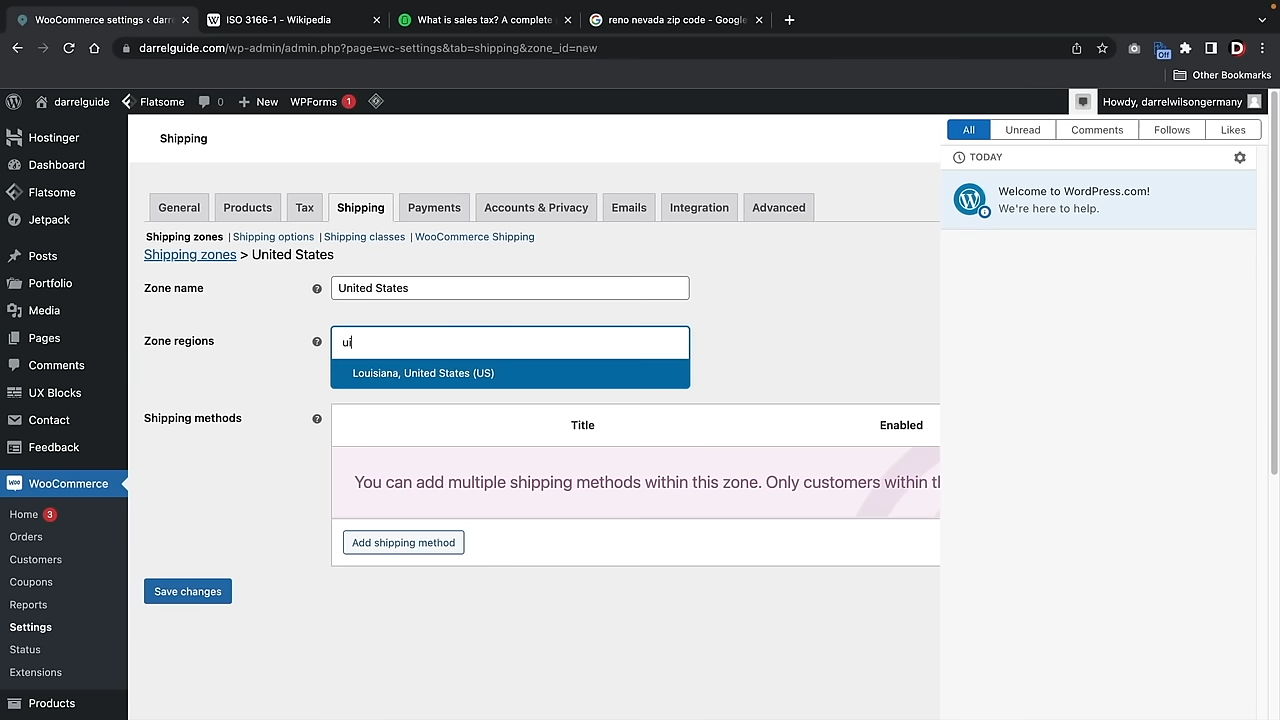 WooCommerce settings ‹ darr
ISO 3166-1 - Wikipedia
What is sales tax? A complete
reno nevada zip code - Google
darrelguide.com/wp-admin/admin.php?page=wc-settings&tab=shipping&zone_id=new
Off
D
Other Bookmarks
darrelguide
Flatsome
0
New
WPForms 1
Howdy, darrelwilsongermany
Hostinger
Dashboard
Flatsome
Jetpack
Posts
Portfolio
Media
Pages
Comments
UX Blocks
Contact
Feedback
WooCommerce
Home 3
Orders
Customers
Coupons
Reports
Settings
Status
Extensions
Products
Shipping
General
Products
Tax
Shipping
Payments
Accounts & Privacy
Emails
Integration
Advanced
Shipping zones | Shipping options | Shipping classes | WooCommerce Shipping
Shipping zones > United States
Zone name
United States
Zone regions
ui
Louisiana, United States (US)
Shipping methods
Title
Enabled
You can add multiple shipping methods within this zone. Only customers within th
Add shipping method
Save changes
All
Unread
Comments
Follows
Likes
TODAY
Welcome to WordPress.com!
We're here to help.